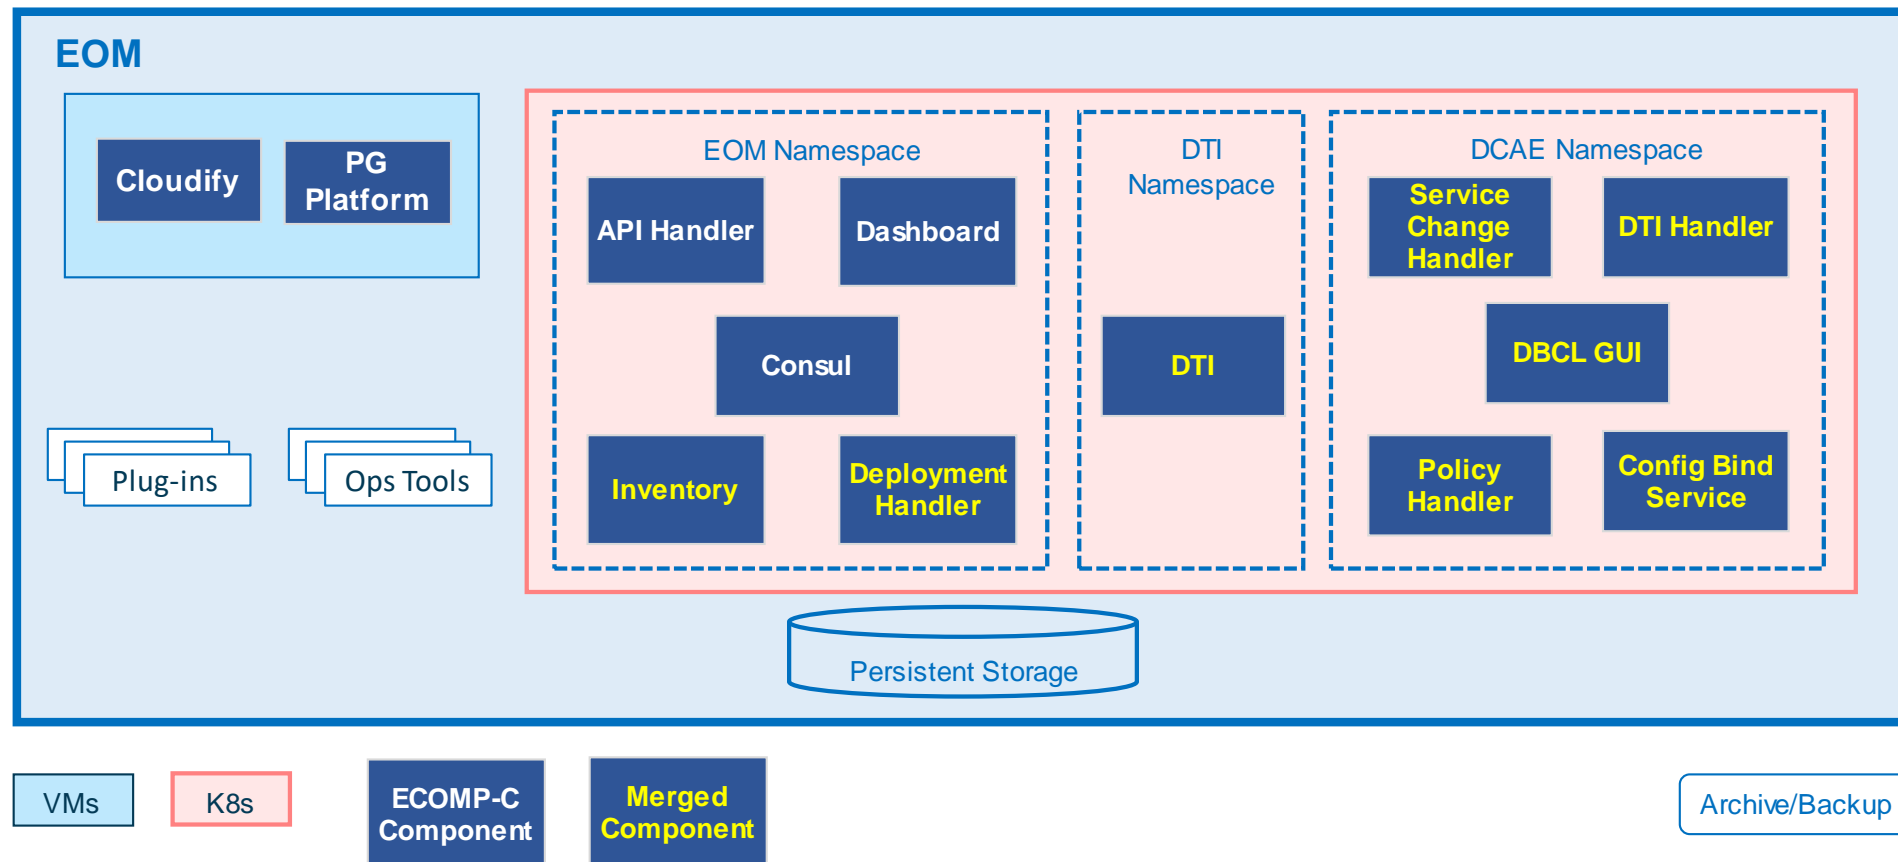 EOM
Cloudify
PG
Platform
Plug-ins
Ops Tools
EOM Namespace
API Handler
Dashboard
Consul
Inventory
Deployment
Handler
DTI
Namespace
DTI
DCAE Namespace
Service
Change
Handler
DTI Handler
DBCL GUI
Policy
Handler
Config Bind
Service
Persistent Storage
VMs
K8s
ECOMP-C
Component
Merged
Component
Archive/Backup